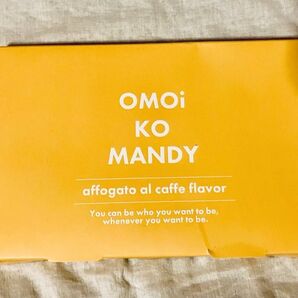 OMOi
KO
MANDY
affogato al caffe flavor
You can be who you want to be,
whenever you want to be.